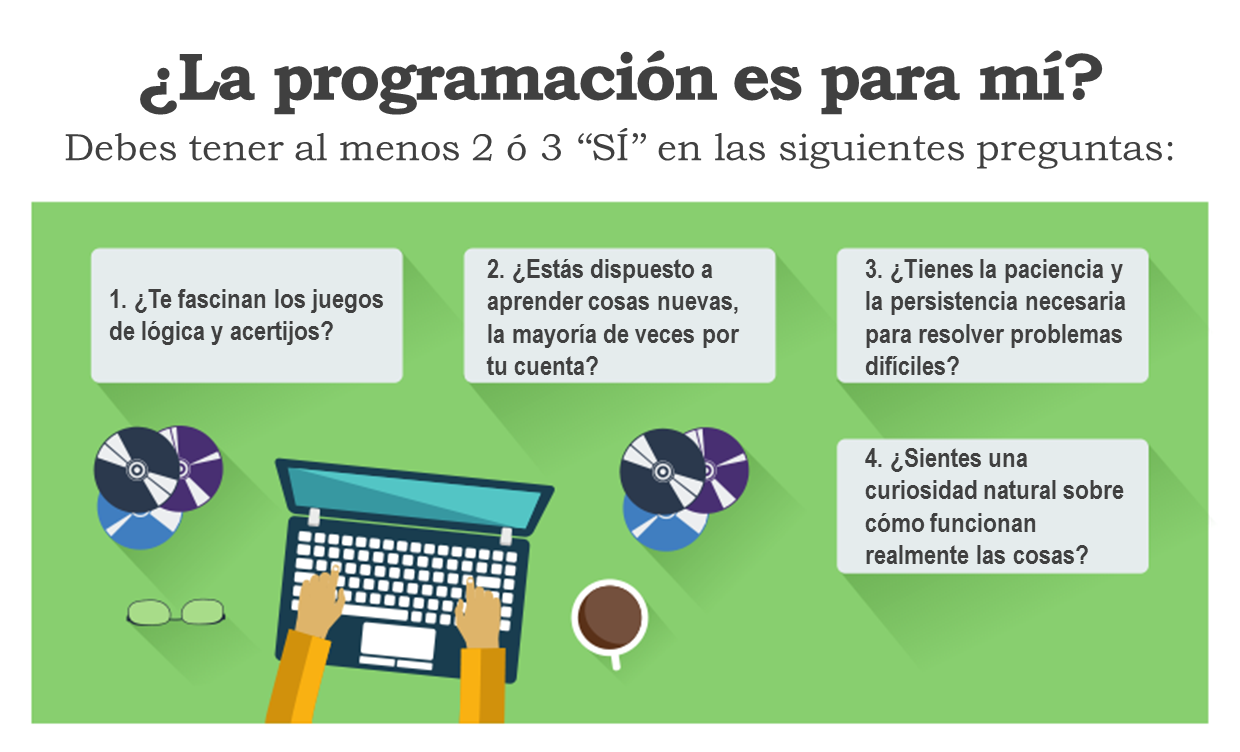 ¿La programación es para mí?
Debes tener al menos 2 ó 3 “SÍ” en las siguientes preguntas:
1. ¿Te fascinan los juegos
de lógica y acertijos?
2. ¿Estás dispuesto a
aprender cosas nuevas,
la mayoría de veces por
tu cuenta?
3. ¿Tienes la paciencia y
la persistencia necesaria
para resolver problemas
difíciles?
4. ¿Sientes una
curiosidad natural sobre
cómo funcionan
realmente las cosas?